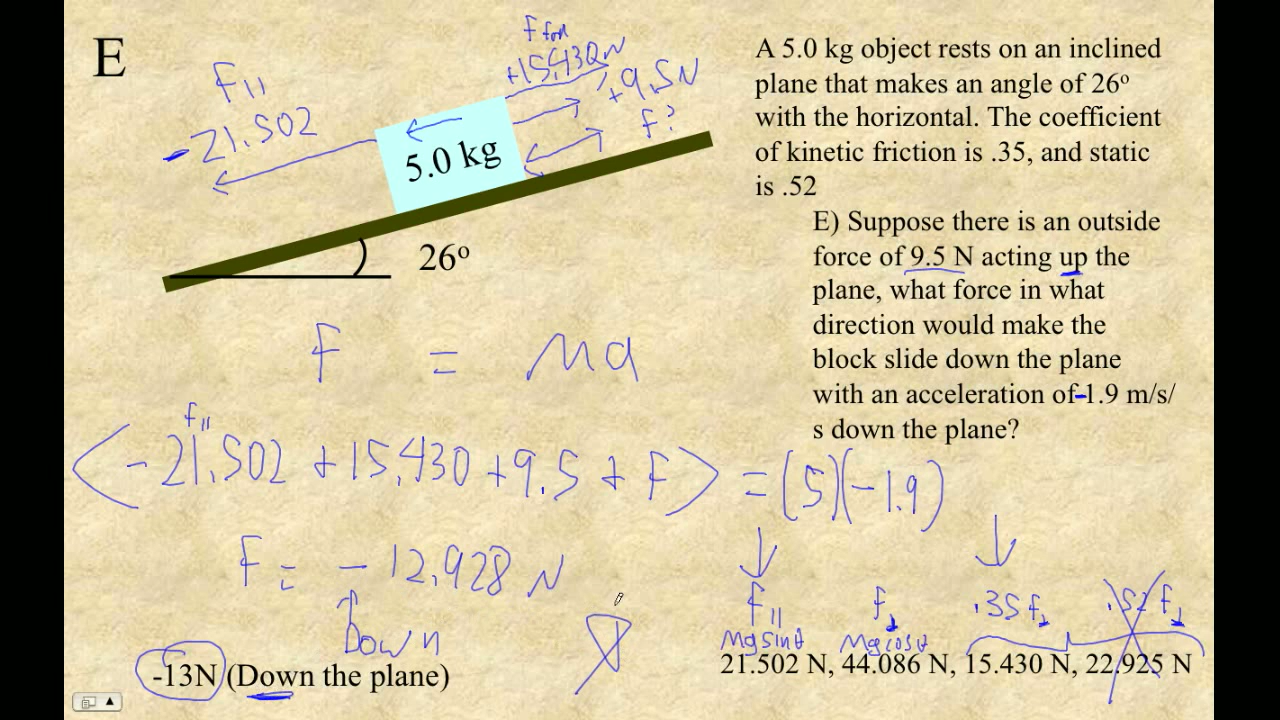 E
F fon
+15.430N
+9.5N
F?
F||
-21.502
5.0 kg
26º
A 5.0 kg object rests on an inclined
plane that makes an angle of 26º
with the horizontal. The coefficient
of kinetic friction is .35, and static
is .52
E) Suppose there is an outside
force of 9.5 N acting up the
plane, what force in what
direction would make the
block slide down the plane
with an acceleration of -1.9 m/s/
s down the plane?
F = ma
F||
< -21.502 + 15.430 + 9.5 + F > = (5)(-1.9)
F = -12.928 N
Down
-13N (Down the plane)
F|| F⊥ .35 F⊥ .52 F⊥
mg sinθ mg cosθ
21.502 N, 44.086 N, 15.430 N, 22.925 N